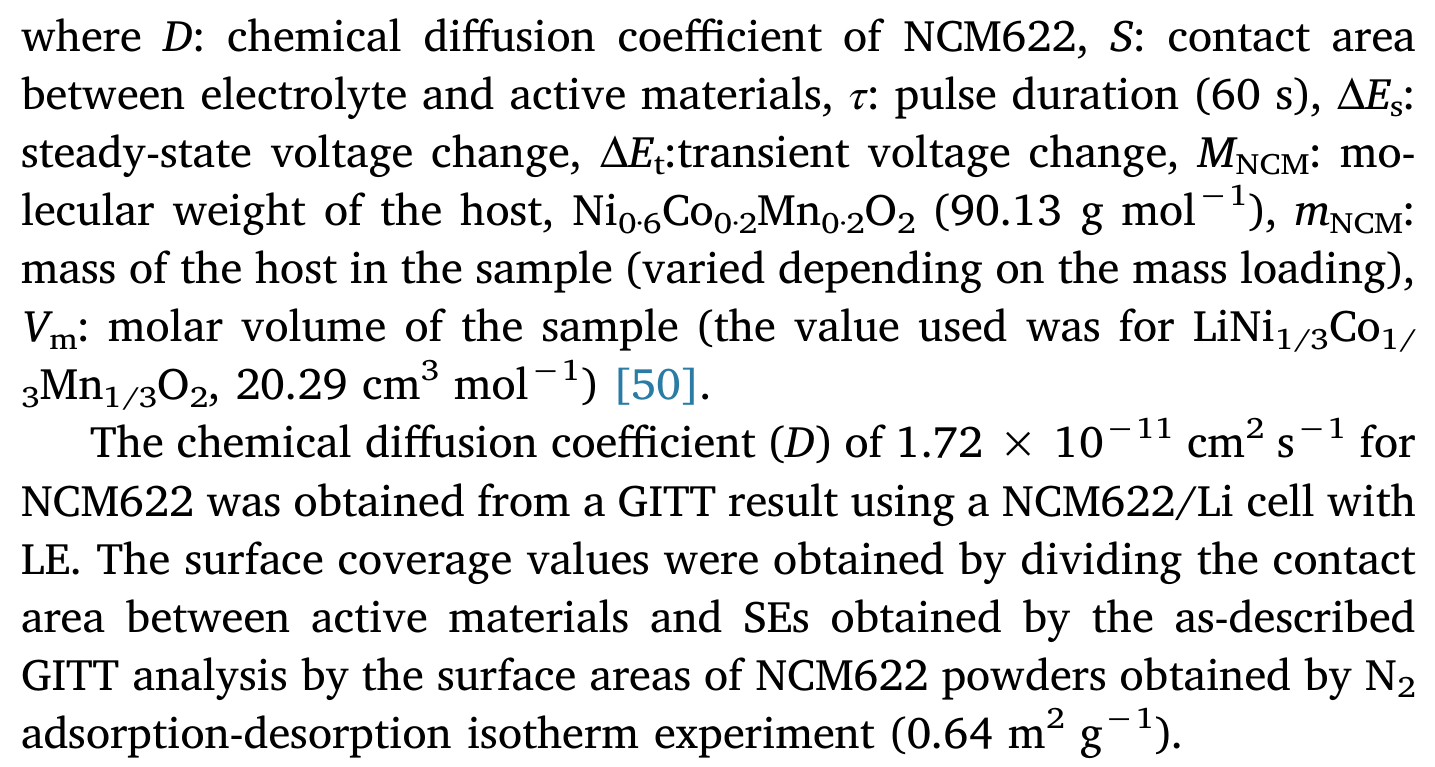 where D: chemical diffusion coefficient of NCM622, S: contact area
between electrolyte and active materials, τ: pulse duration (60 s), ΔEs:
steady-state voltage change, ΔEt:transient voltage change, MNCM: mo-
lecular weight of the host, Ni0·6Co0·2Mn0·2O2 (90.13 g mol⁻¹), mNCM:
mass of the host in the sample (varied depending on the mass loading),
Vm: molar volume of the sample (the value used was for LiNi1/3Co1/
3Mn1/3O2, 20.29 cm³ mol⁻¹) [50].
The chemical diffusion coefficient (D) of 1.72 × 10⁻¹¹ cm² s⁻¹ for
NCM622 was obtained from a GITT result using a NCM622/Li cell with
LE. The surface coverage values were obtained by dividing the contact
area between active materials and SEs obtained by the as-described
GITT analysis by the surface areas of NCM622 powders obtained by N2
adsorption-desorption isotherm experiment (0.64 m² g⁻¹).